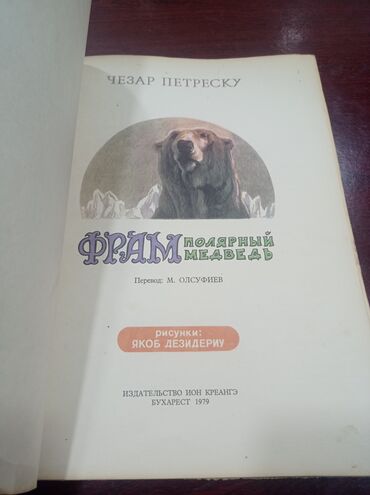 ЧЕЗАР ПЕТРЕСКУ
ФРАМ
ПОЛЯРНЫЙ
МЕДВЕДЬ
Перевод: М. ОЛСУФИЕВ
рисунки:
ЯКОБ ДЕЗИДЕРИУ
ИЗДАТЕЛЬСТВО ИОН КРЕАНГЭ
БУХАРЕСТ 1979